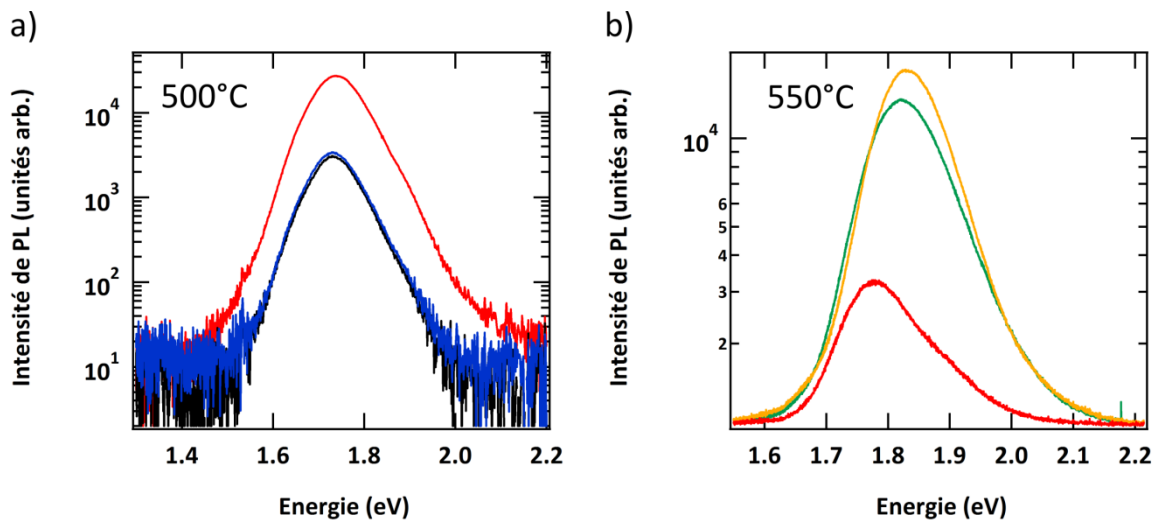 a)
500°C
Intensité de PL (unités arb.)
10⁴
10³
10²
10¹
1.4 1.6 1.8 2.0 2.2
Energie (eV)
b)
550°C
Intensité de PL (unités arb.)
10⁴
6
5
4
3
2
1.6 1.7 1.8 1.9 2.0 2.1 2.2
Energie (eV)